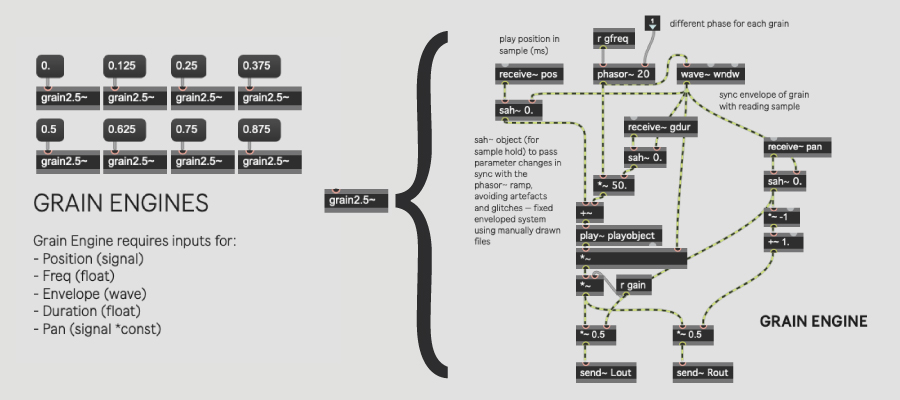 0.
0.125
0.25
0.375
grain2.5~
grain2.5~
grain2.5~
grain2.5~
0.5
0.625
0.75
0.875
grain2.5~
grain2.5~
grain2.5~
grain2.5~
GRAIN ENGINES
Grain Engine requires inputs for:
- Position (signal)
- Freq (float)
- Envelope (wave)
- Duration (float)
- Pan (signal *const)
grain2.5~
play position in
sample (ms)
r gfreq
1
different phase for each grain
receive~ pos
phasor~ 20
wave~ wndw
sync envelope of grain
with reading sample
sah~ 0.
receive~ gdur
sah~ object (for
sample hold) to pass
parameter changes in
sync with the
phasor~ ramp,
avoiding artefacts
and glitches – fixed
enveloped system
using manually drawn
files
sah~ 0.
receive~ pan
*~ 50.
sah~ 0.
+~
*~ -1
play~ playobject
+~ 1.
*~
*~
r gain
GRAIN ENGINE
*~ 0.5
*~ 0.5
send~ Lout
send~ Rout